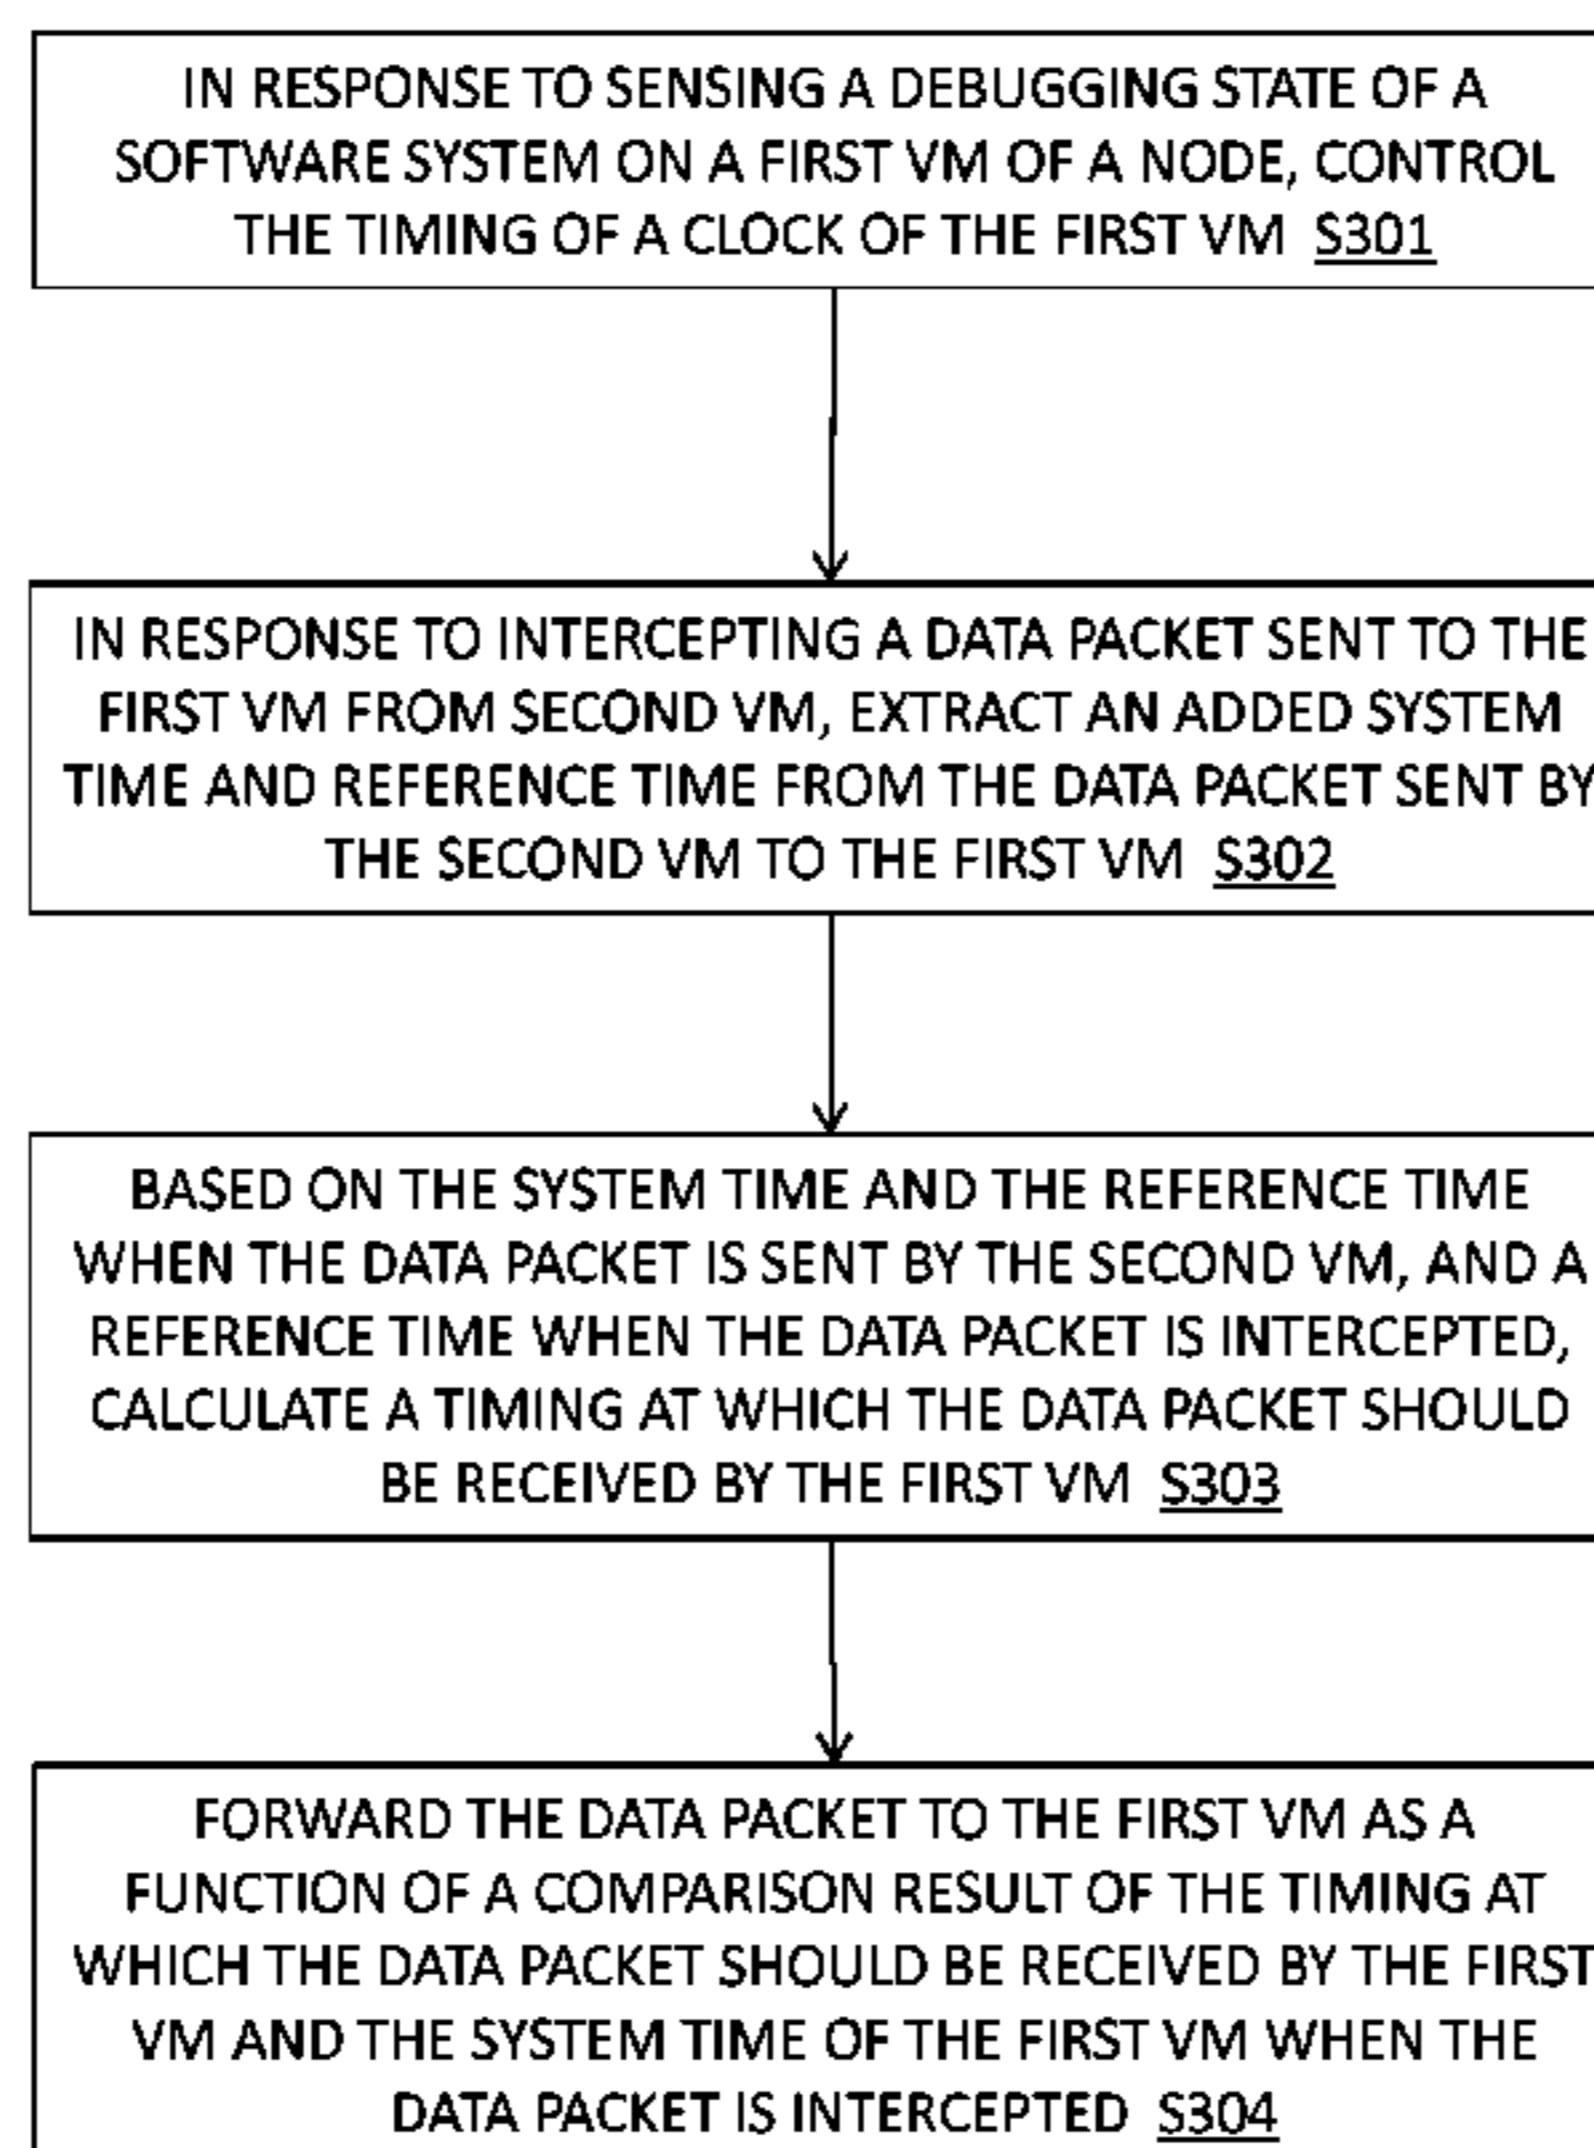 IN RESPONSE TO SENSING A DEBUGGING STATE OF A
SOFTWARE SYSTEM ON A FIRST VM OF A NODE, CONTROL
THE TIMING OF A CLOCK OF THE FIRST VM S301
IN RESPONSE TO INTERCEPTING A DATA PACKET SENT TO THE
FIRST VM FROM SECOND VM, EXTRACT AN ADDED SYSTEM
TIME AND REFERENCE TIME FROM THE DATA PACKET SENT BY
THE SECOND VM TO THE FIRST VM S302
BASED ON THE SYSTEM TIME AND THE REFERENCE TIME
WHEN THE DATA PACKET IS SENT BY THE SECOND VM, AND A
REFERENCE TIME WHEN THE DATA PACKET IS INTERCEPTED,
CALCULATE A TIMING AT WHICH THE DATA PACKET SHOULD
BE RECEIVED BY THE FIRST VM S303
FORWARD THE DATA PACKET TO THE FIRST VM AS A
FUNCTION OF A COMPARISON RESULT OF THE TIMING AT
WHICH THE DATA PACKET SHOULD BE RECEIVED BY THE FIRST
VM AND THE SYSTEM TIME OF THE FIRST VM WHEN THE
DATA PACKET IS INTERCEPTED S304